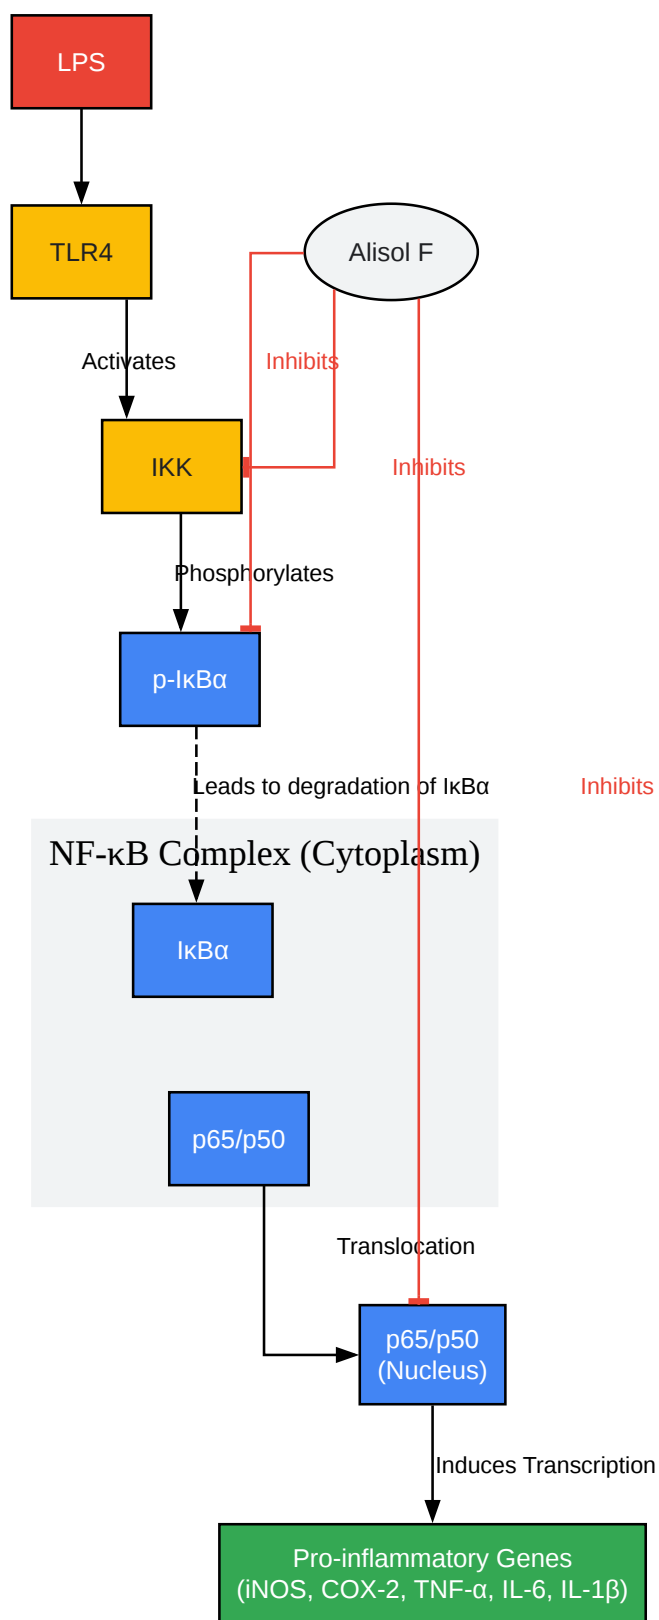 LPS
TLR4
Alisol F
Activates
Inhibits
IKK
Inhibits
Phosphorylates
p-IκBα
Leads to degradation of IκBα
Inhibits
NF-κB Complex (Cytoplasm)
IκBα
p65/p50
Translocation
p65/p50
(Nucleus)
Induces Transcription
Pro-inflammatory Genes
(iNOS, COX-2, TNF-α, IL-6, IL-1β)